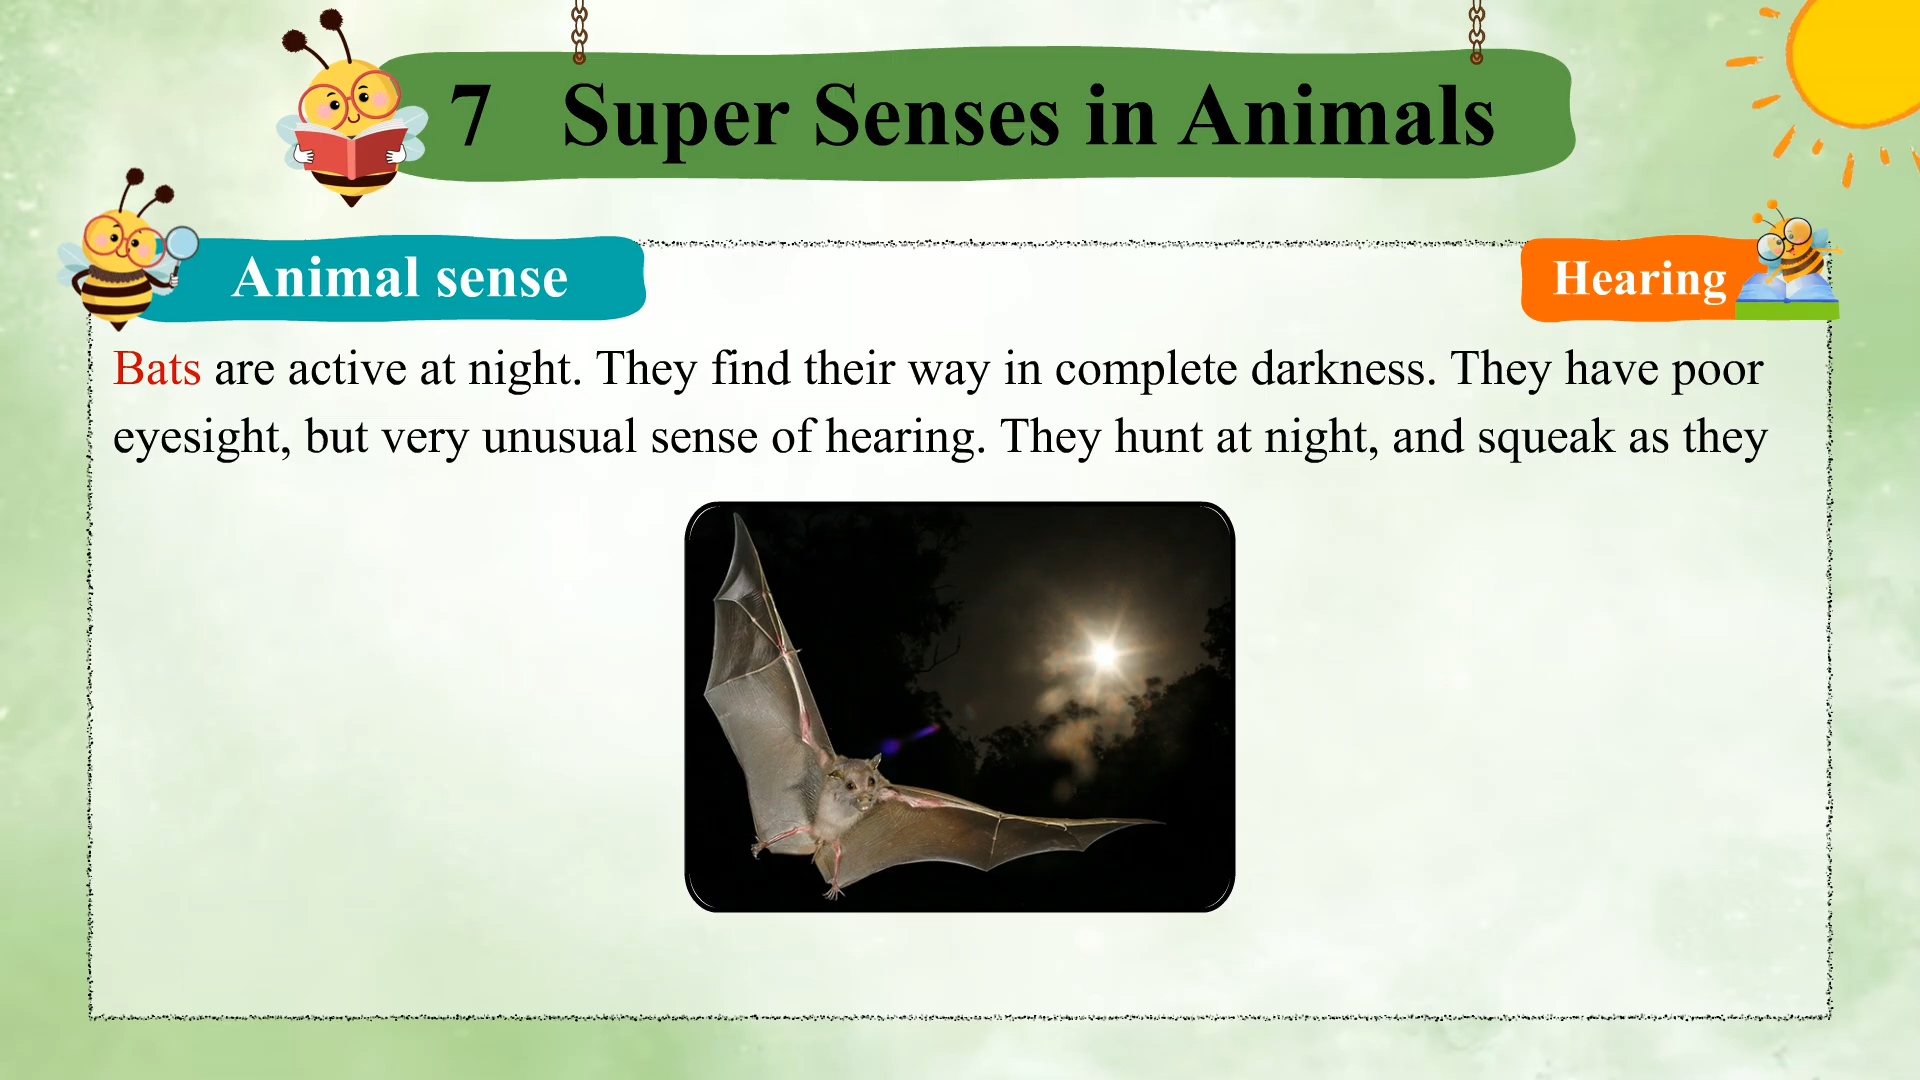 7 Super Senses in Animals
Animal sense
Hearing
Bats are active at night. They find their way in complete darkness. They have poor
eyesight, but very unusual sense of hearing. They hunt at night, and squeak as they